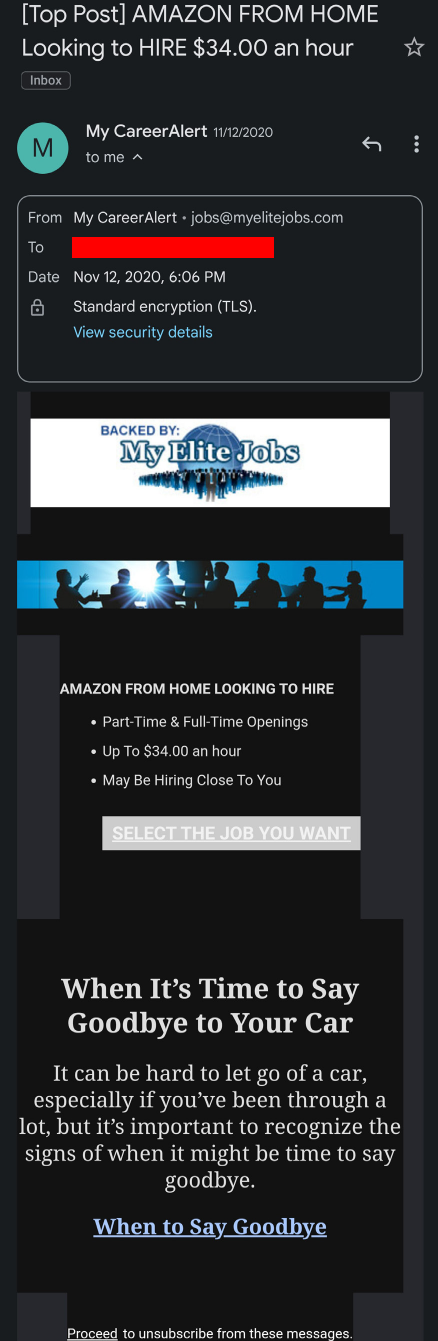 [Top Post] AMAZON FROM HOME
Looking to HIRE $34.00 an hour
Inbox
M
My CareerAlert 11/12/2020
to me
From My CareerAlert • jobs@myelitejobs.com
To
Date Nov 12, 2020, 6:06 PM
Standard encryption (TLS).
View security details
BACKED BY:
My Elite Jobs
AMAZON FROM HOME LOOKING TO HIRE
• Part-Time & Full-Time Openings
• Up To $34.00 an hour
• May Be Hiring Close To You
SELECT THE JOB YOU WANT
When It’s Time to Say
Goodbye to Your Car
It can be hard to let go of a car,
especially if you’ve been through a
lot, but it’s important to recognize the
signs of when it might be time to say
goodbye.
When to Say Goodbye
Proceed to unsubscribe from these messages.